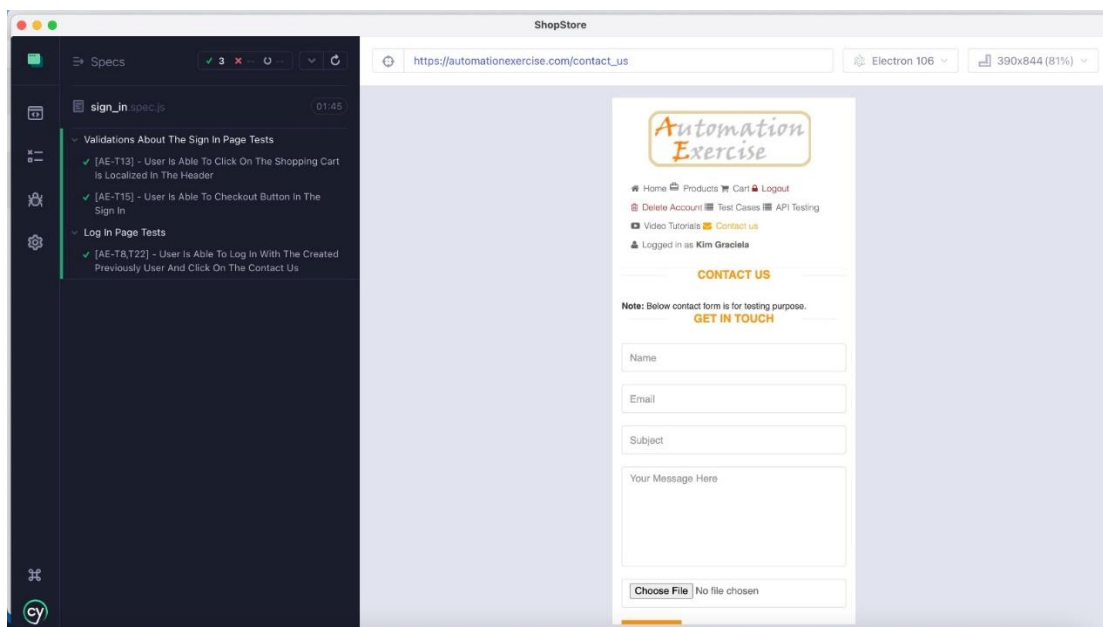 ShopStore
Specs
3 -- --
sign_in.spec.js 01:45
Validations About The Sign In Page Tests
[AE-T13] - User Is Able To Click On The Shopping Cart
Is Localized In The Header
[AE-T15] - User Is Able To Checkout Button In The
Sign In
Log In Page Tests
[AE-T8,T22] - User Is Able To Log In With The Created
Previously User And Click On The Contact Us
cy
https://automationexercise.com/contact_us
Electron 106
390x844 (81%)
Automation
Exercise
Home Products Cart Logout
Delete Account Test Cases API Testing
Video Tutorials Contact us
Logged in as Kim Graciela
CONTACT US
Note: Below contact form is for testing purpose.
GET IN TOUCH
Name
Email
Subject
Your Message Here
Choose File No file chosen